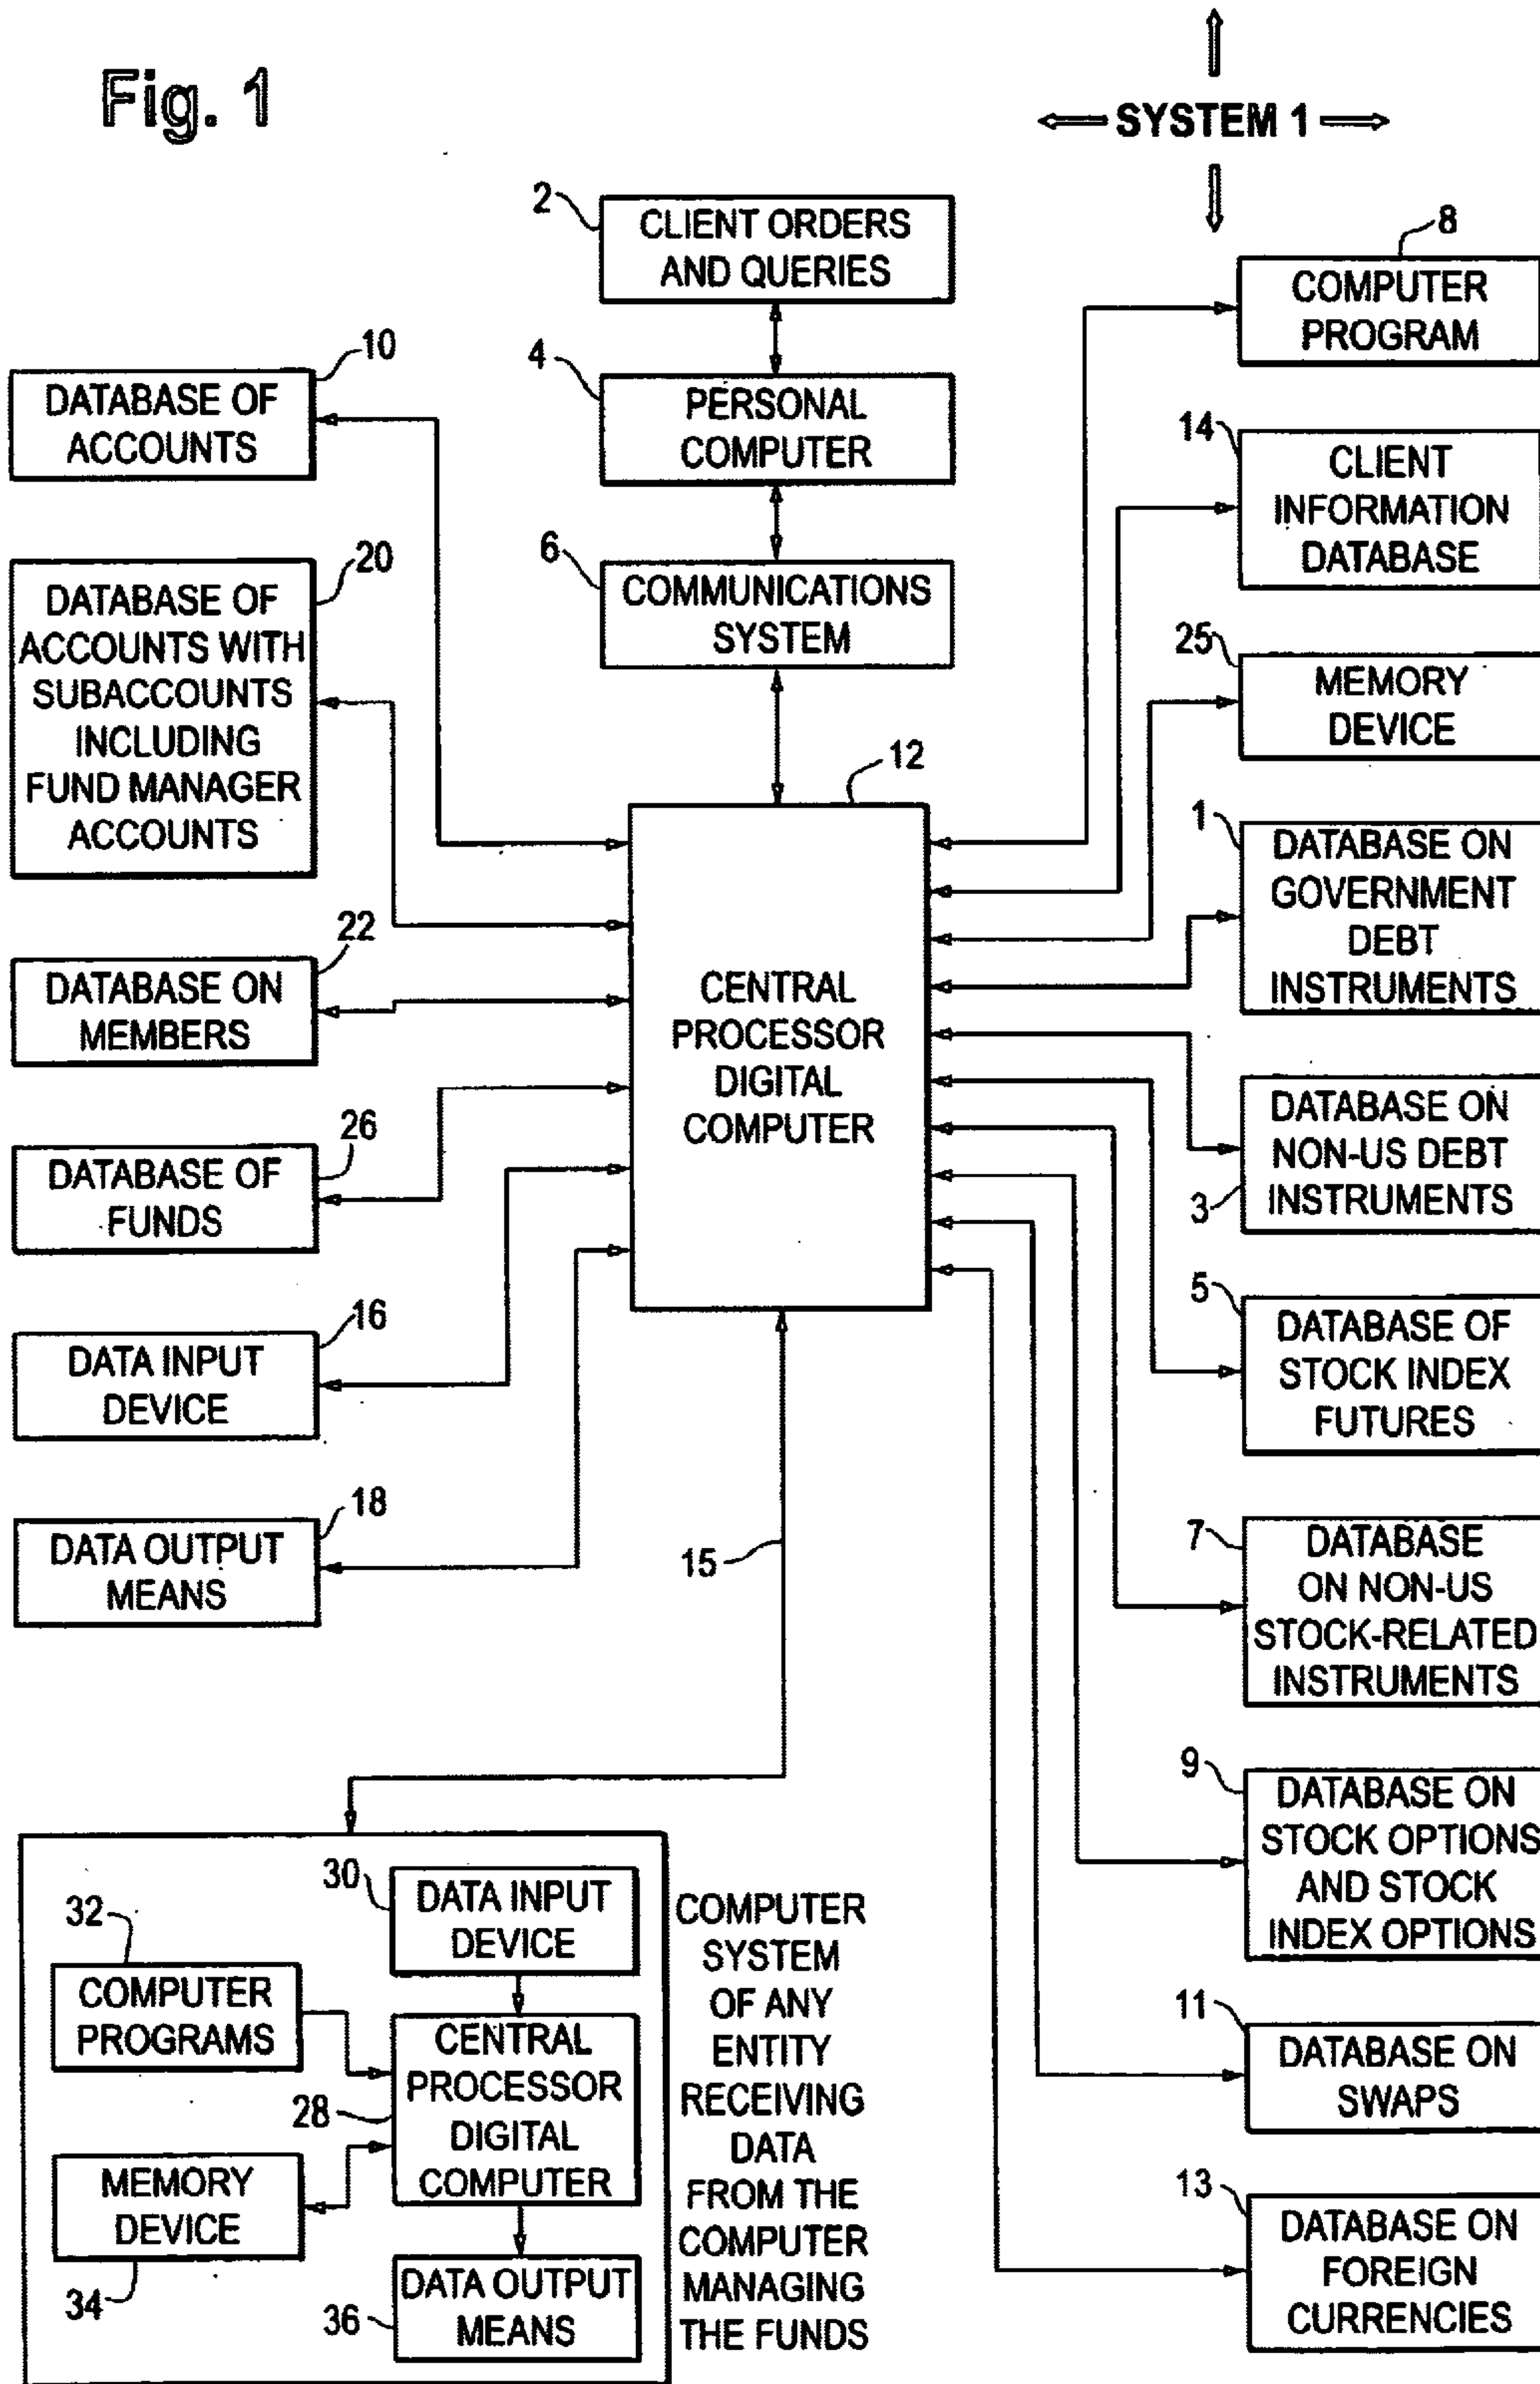 Fig. 1
SYSTEM 1
2
CLIENT ORDERS
AND QUERIES
4
PERSONAL
COMPUTER
6
COMMUNICATIONS
SYSTEM
10
DATABASE OF
ACCOUNTS
20
DATABASE OF
ACCOUNTS WITH
SUBACCOUNTS
INCLUDING
FUND MANAGER
ACCOUNTS
22
DATABASE ON
MEMBERS
26
DATABASE OF
FUNDS
16
DATA INPUT
DEVICE
18
DATA OUTPUT
MEANS
12
CENTRAL
PROCESSOR
DIGITAL
COMPUTER
15
8
COMPUTER
PROGRAM
14
CLIENT
INFORMATION
DATABASE
25
MEMORY
DEVICE
1
DATABASE ON
GOVERNMENT
DEBT
INSTRUMENTS
DATABASE ON
NON-US DEBT
3
INSTRUMENTS
5
DATABASE OF
STOCK INDEX
FUTURES
7
DATABASE
ON NON-US
STOCK-RELATED
INSTRUMENTS
9
DATABASE ON
STOCK OPTIONS
AND STOCK
INDEX OPTIONS
11
DATABASE ON
SWAPS
13
DATABASE ON
FOREIGN
CURRENCIES
30
DATA INPUT
DEVICE
32
COMPUTER
PROGRAMS
28
CENTRAL
PROCESSOR
DIGITAL
COMPUTER
MEMORY
DEVICE
34
36
DATA OUTPUT
MEANS
COMPUTER
SYSTEM
OF ANY
ENTITY
RECEIVING
DATA
FROM THE
COMPUTER
MANAGING
THE FUNDS